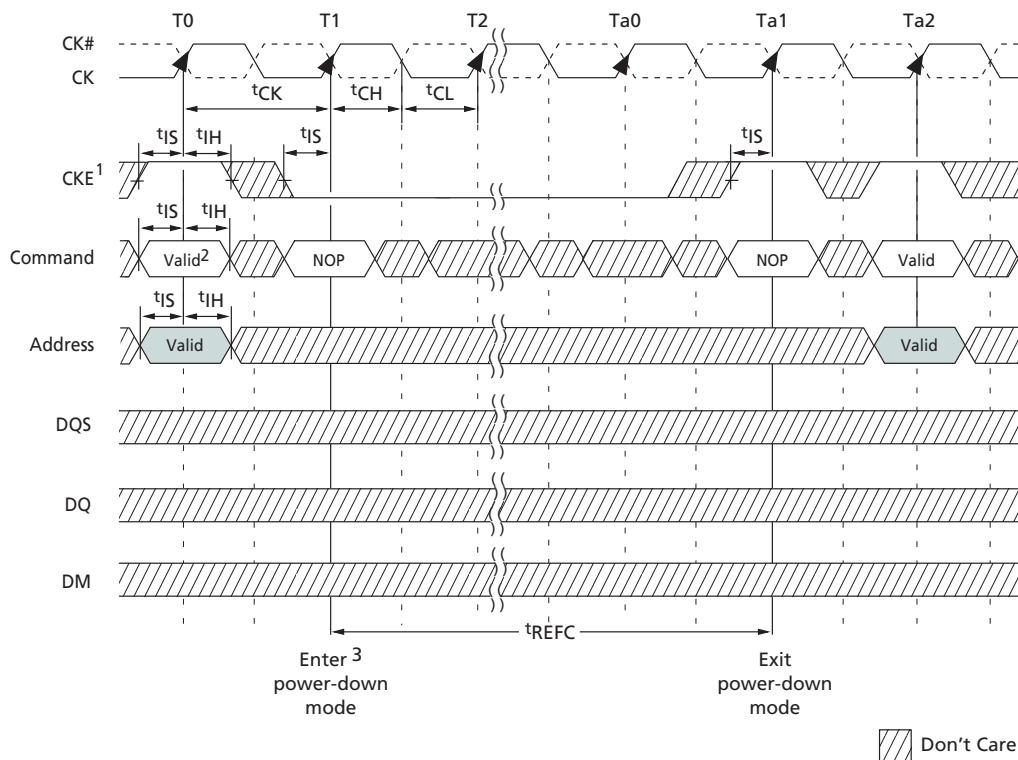 T0 T1 T2 Ta0 Ta1 Ta2
CK#
CK
tCK tCH tCL
tIS tIH tIS tIS
CKE1
tIS tIH
Command Valid2 NOP NOP Valid
tIS tIH
Address Valid Valid
DQS
DQ
DM
tREFC
Enter 3 Exit
power-down power-down
mode mode
Don't Care